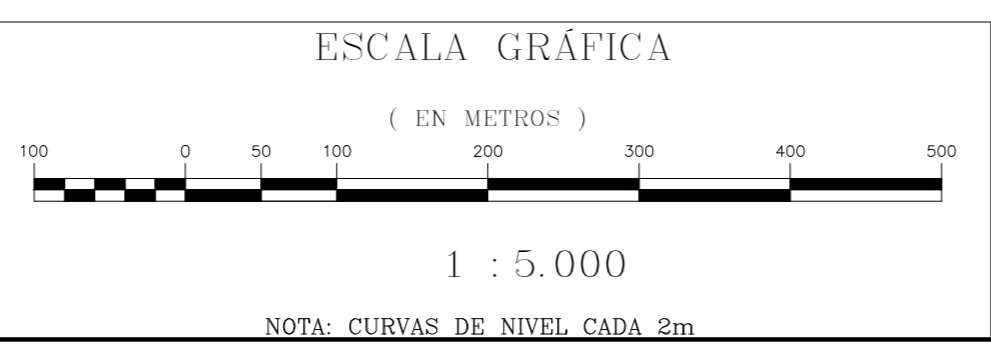 ESCALA GRÁFICA
( EN METROS )
100 0 50 100 200 300 400 500
1 : 5.000
NOTA: CURVAS DE NIVEL CADA 2m